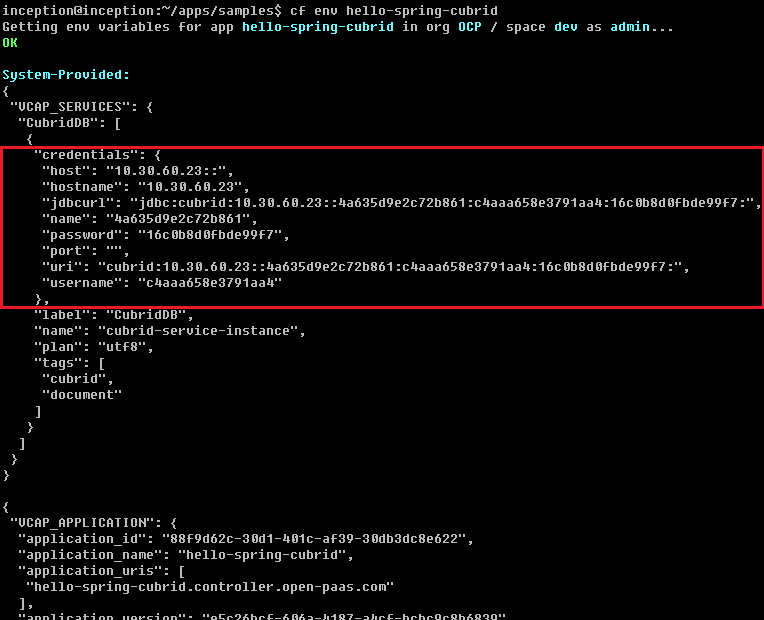 inception@inception:~/apps/samples$ cf env hello-spring-cubrid
Getting env variables for app hello-spring-cubrid in org OCP / space dev as admin...
OK
System-Provided:
{
"VCAP_SERVICES": {
"CubridDB": [
{
"credentials": {
"host": "10.30.60.23::",
"hostname": "10.30.60.23",
"jdbcurl": "jdbc:cubrid:10.30.60.23::4a635d9e2c72b861:c4aaa658e3791aa4:16c0b8d0fbde99f7:",
"name": "4a635d9e2c72b861",
"password": "16c0b8d0fbde99f7",
"port": "",
"uri": "cubrid:10.30.60.23::4a635d9e2c72b861:c4aaa658e3791aa4:16c0b8d0fbde99f7:",
"username": "c4aaa658e3791aa4"
},
"label": "CubridDB",
"name": "cubrid-service-instance",
"plan": "utf8",
"tags": [
"cubrid",
"document"
]
}
]
}
}
{
"VCAP_APPLICATION": {
"application_id": "88f9d62c-30d1-401c-af39-30db3dc8e622",
"application_name": "hello-spring-cubrid",
"application_uris": [
"hello-spring-cubrid.controller.open-paas.com"
],
"application_version":